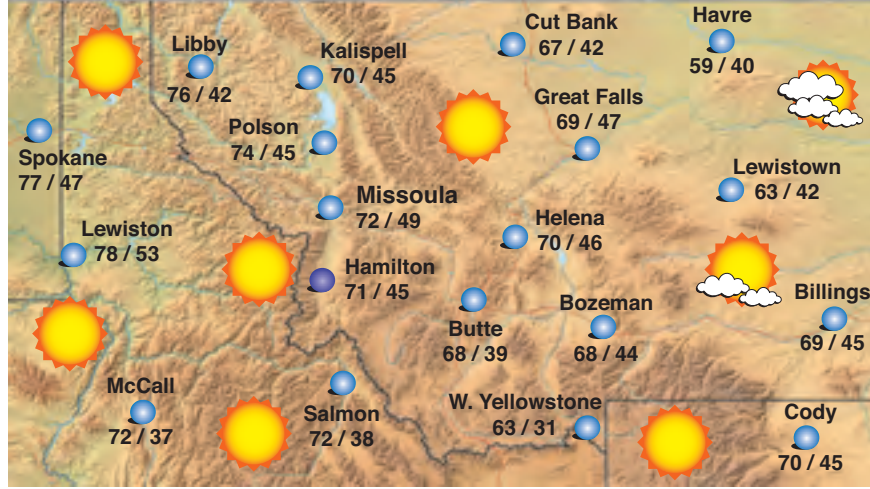 Libby
76 / 42
Kalispell
70 / 45
Cut Bank
67 / 42
Havre
59 / 40
Spokane
77 / 47
Polson
74 / 45
Great Falls
69 / 47
Lewistown
63 / 42
Missoula
72 / 49
Lewiston
78 / 53
Helena
70 / 46
Hamilton
71 / 45
Butte
68 / 39
Bozeman
68 / 44
Billings
69 / 45
McCall
72 / 37
Salmon
72 / 38
W. Yellowstone
63 / 31
Cody
70 / 45